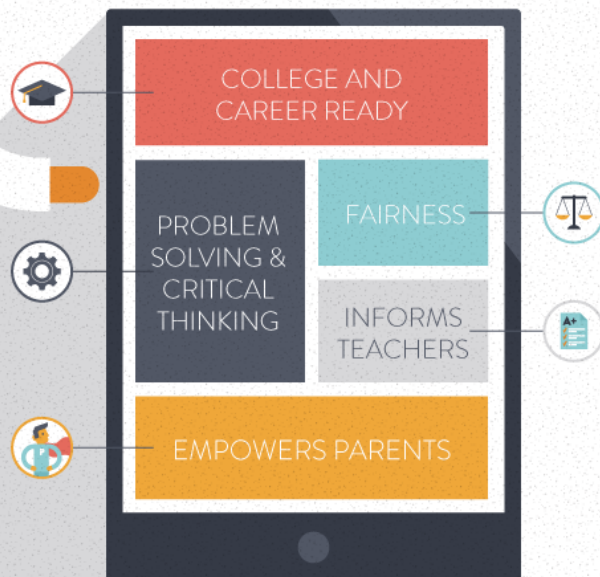 COLLEGE AND
CAREER READY
PROBLEM
SOLVING &
CRITICAL
THINKING
FAIRNESS
INFORMS
TEACHERS
EMPOWERS PARENTS
A+
P